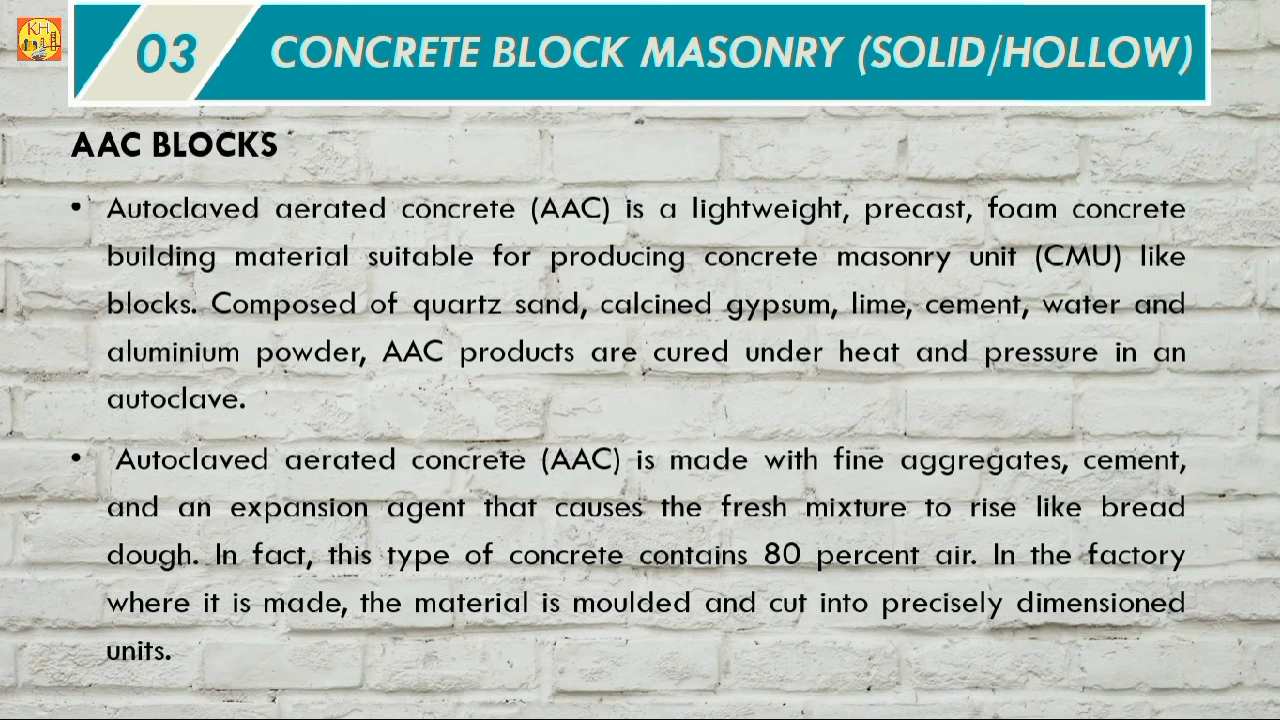 KH
03 CONCRETE BLOCK MASONRY (SOLID/HOLLOW)
AAC BLOCKS
• Autoclaved aerated concrete (AAC) is a lightweight, precast, foam concrete
building material suitable for producing concrete masonry unit (CMU) like
blocks. Composed of quartz sand, calcined gypsum, lime, cement, water and
aluminium powder, AAC products are cured under heat and pressure in an
autoclave.
• Autoclaved aerated concrete (AAC) is made with fine aggregates, cement,
and an expansion agent that causes the fresh mixture to rise like bread
dough. In fact, this type of concrete contains 80 percent air. In the factory
where it is made, the material is moulded and cut into precisely dimensioned
units.